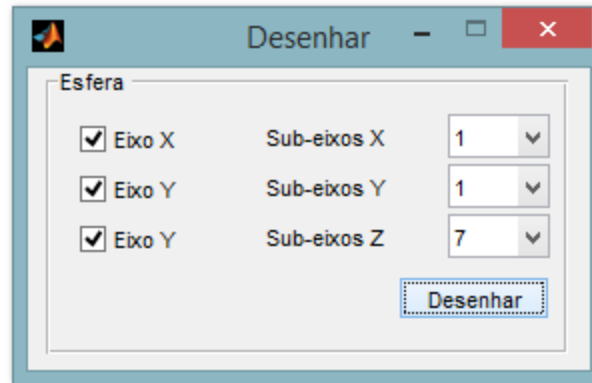 Desenhar
Esfera
Eixo X Sub-eixos X 1
Eixo Y Sub-eixos Y 1
Eixo Y Sub-eixos Z 7
Desenhar